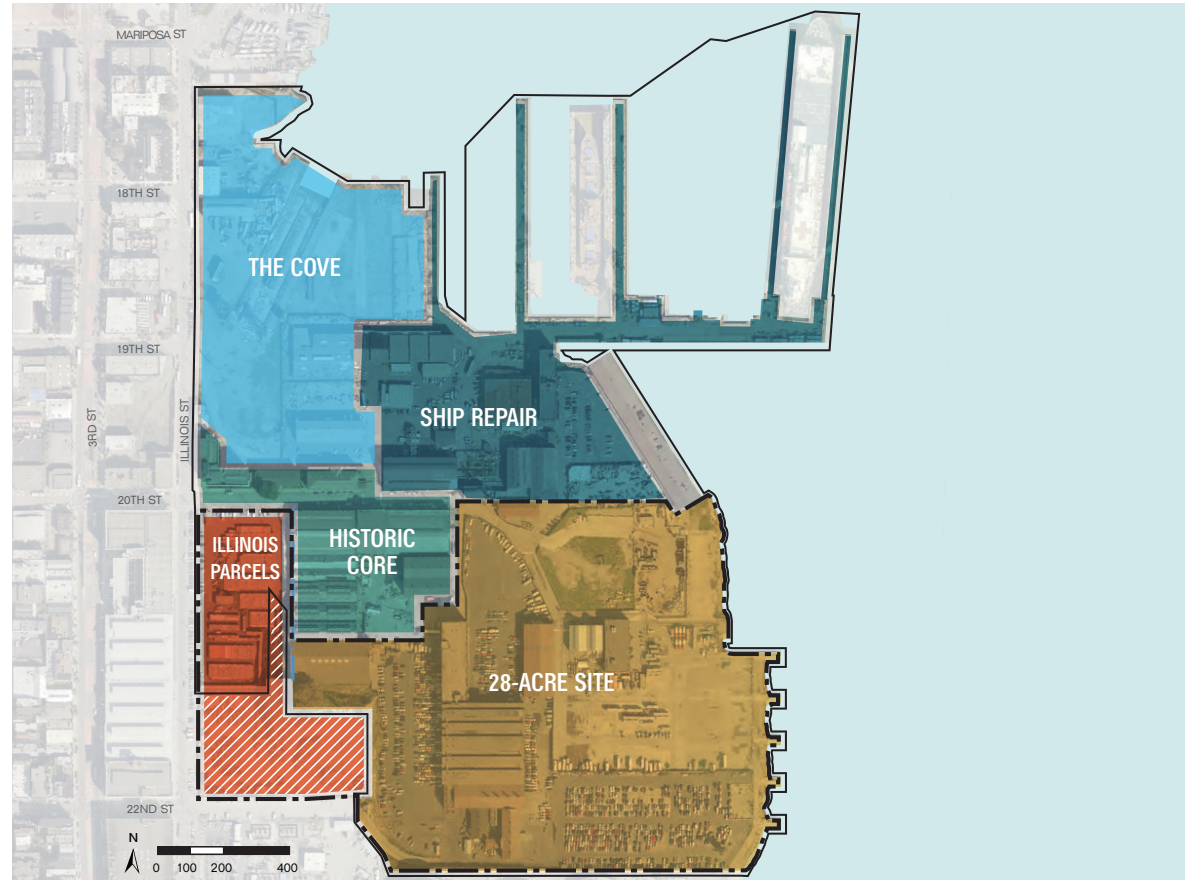 MARIPOSA ST
18TH ST
THE COVE
19TH ST
3RD ST
ILLINOIS ST
SHIP REPAIR
20TH ST
ILLINOIS
PARCELS
HISTORIC
CORE
28-ACRE SITE
22ND ST
N
0 100 200 400